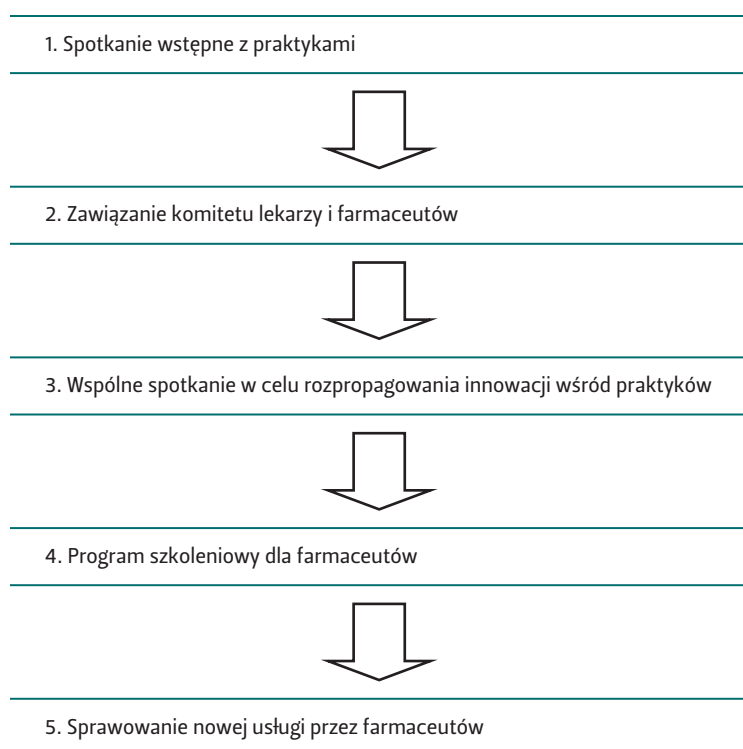 1. Spotkanie wstępne z praktykami
2. Zawiązanie komitetu lekarzy i farmaceutów
3. Wspólne spotkanie w celu rozpropagowania innowacji wśród praktyków
4. Program szkoleniowy dla farmaceutów
5. Sprawowanie nowej usługi przez farmaceutów